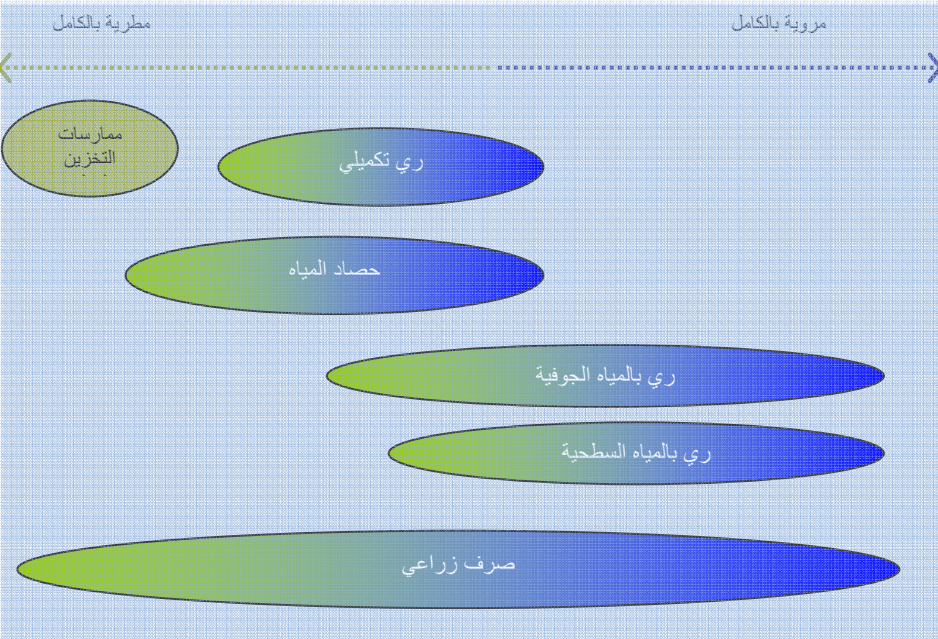 مروية بالكامل
مطرية بالكامل
ممارسات
التخزين
ري تكميلي
حصاد المياه
ري بالمياه الجوفية
ري بالمياه السطحية
صرف زراعي